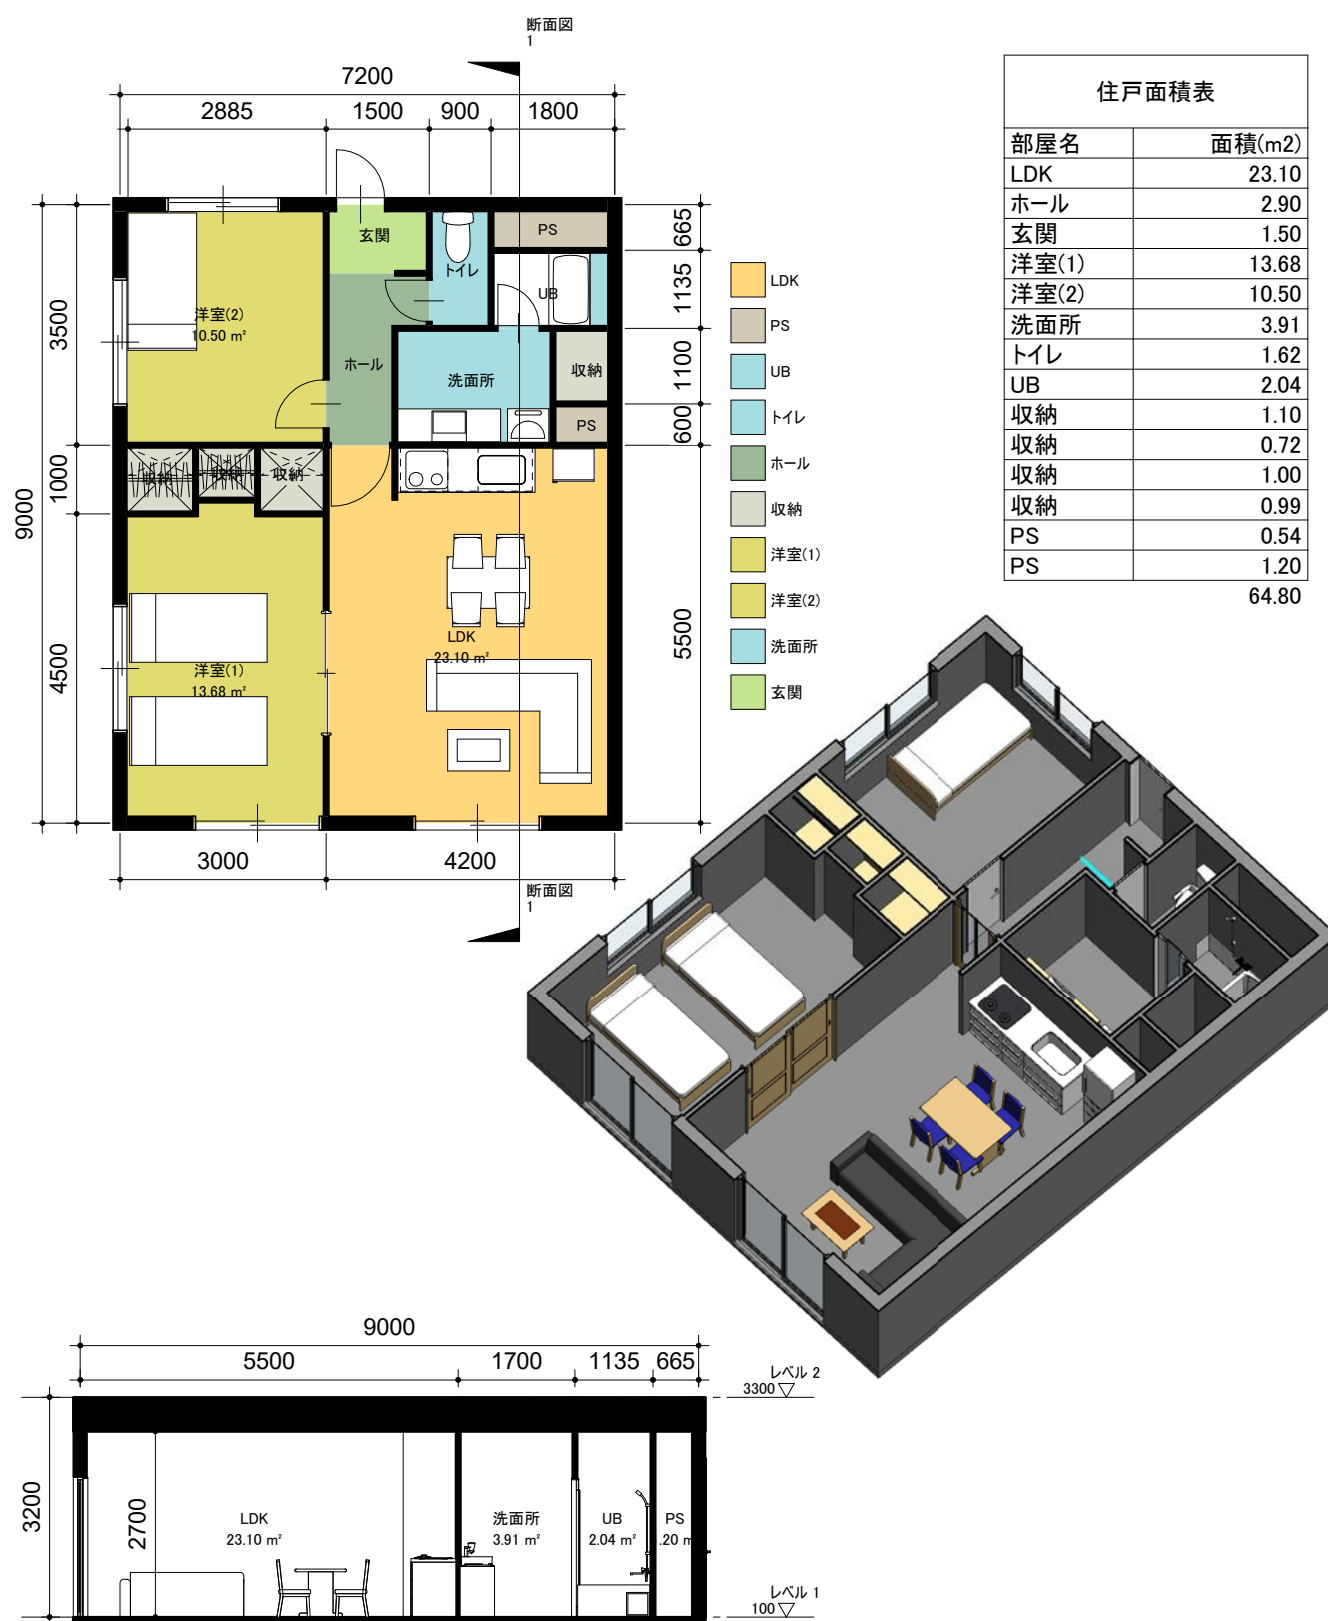 断面図
1
7200
2885
1500
900
1800
玄関
トイレ
PS
UB
洋室(2)
10.50 m²
ホール
洗面所
収納
PS
収納
収納
収納
LDK
23.10 m²
洋室(1)
13.68 m²
9000
3500
1000
4500
665
1135
1100
600
5500
3000
4200
断面図
1
LDK
PS
UB
トイレ
ホール
収納
洋室(1)
洋室(2)
洗面所
玄関
住戸面積表
部屋名 面積(m2)
LDK 23.10
ホール 2.90
玄関 1.50
洋室(1) 13.68
洋室(2) 10.50
洗面所 3.91
トイレ 1.62
UB 2.04
収納 1.10
収納 0.72
収納 1.00
収納 0.99
PS 0.54
PS 1.20
64.80
9000
5500
1700
1135
665
レベル 2
3300
3200
2700
LDK
23.10 m²
洗面所
3.91 m²
UB
2.04 m²
PS
.20 m
レベル 1
100